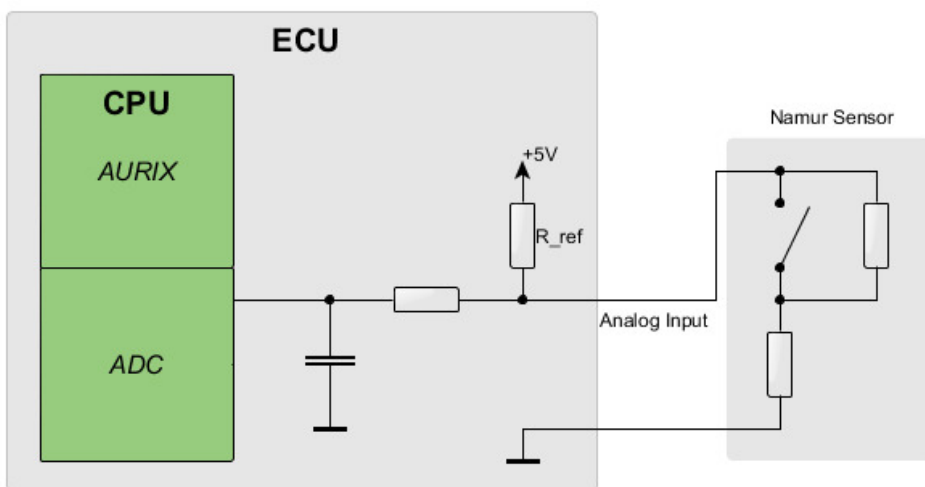 ECU
CPU
AURIX
ADC
+5V
R_ref
Analog Input
Namur Sensor